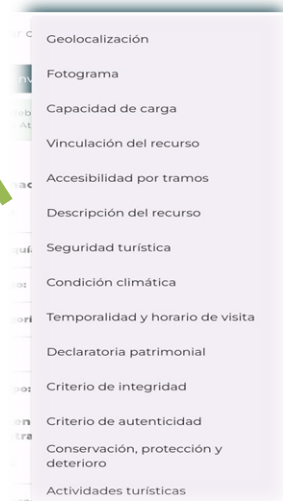 Geolocalización
Fotograma
Capacidad de carga
Vinculación del recurso
Accesibilidad por tramos
Descripción del recurso
Seguridad turística
Condición climática
Temporalidad y horario de visita
Declaratoria patrimonial
Criterio de integridad
Criterio de autenticidad
Conservación, protección y
deterioro
Actividades turísticas